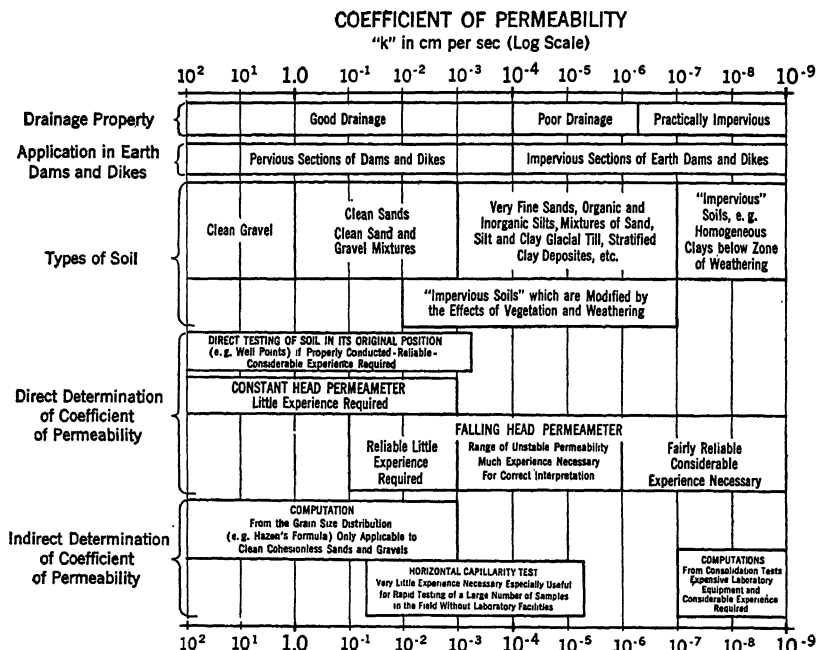 COEFFICIENT OF PERMEABILITY
"k" in cm per sec (Log Scale)
10² 10¹ 1.0 10⁻¹ 10⁻² 10⁻³ 10⁻⁴ 10⁻⁵ 10⁻⁶ 10⁻⁷ 10⁻⁸ 10⁻⁹
Drainage Property
Good Drainage
Poor Drainage
Practically Impervious
Application in Earth
Dams and Dikes
Pervious Sections of Dams and Dikes
Impervious Sections of Earth Dams and Dikes
Types of Soil
Clean Gravel
Clean Sands
Clean Sand and
Gravel Mixtures
Very Fine Sands, Organic and
Inorganic Silts, Mixtures of Sand,
Silt and Clay Glacial Till, Stratified
Clay Deposites, etc.
"Impervious"
Soils, e. g.
Homogeneous
Clays below Zone
of Weathering
"Impervious Soils" which are Modified by
the Effects of Vegetation and Weathering
Direct Determination
of Coefficient
of Permeability
DIRECT TESTING OF SOIL IN ITS ORIGINAL POSITION
(e.g. Well Points) if Properly Conducted-Reliable-
Considerable Experience Required
CONSTANT HEAD PERMEAMETER
Little Experience Required
FALLING HEAD PERMEAMETER
Reliable Little
Experience
Required
Range of Unstable Permeability
Much Experience Necessary
For Correct Interpretation
Fairly Reliable
Considerable
Experience Necessary
Indirect Determination
of Coefficient
of Permeability
COMPUTATION
From the Grain Size Distribution
(e.g. Hazen's Formula) Only Applicable to
Clean Cohesionless Sands and Gravels
HORIZONTAL CAPILLARITY TEST
Very Little Experience Necessary Especially Useful
for Rapid Testing of a Large Number of Samples
in the Field Without Laboratory Facilities
COMPUTATIONS
From Consolidation Tests
Expensive Laboratory
Equipment and
Considerable Experience
Required
10² 10¹ 1.0 10⁻¹ 10⁻² 10⁻³ 10⁻⁴ 10⁻⁵ 10⁻⁶ 10⁻⁷ 10⁻⁸ 10⁻⁹